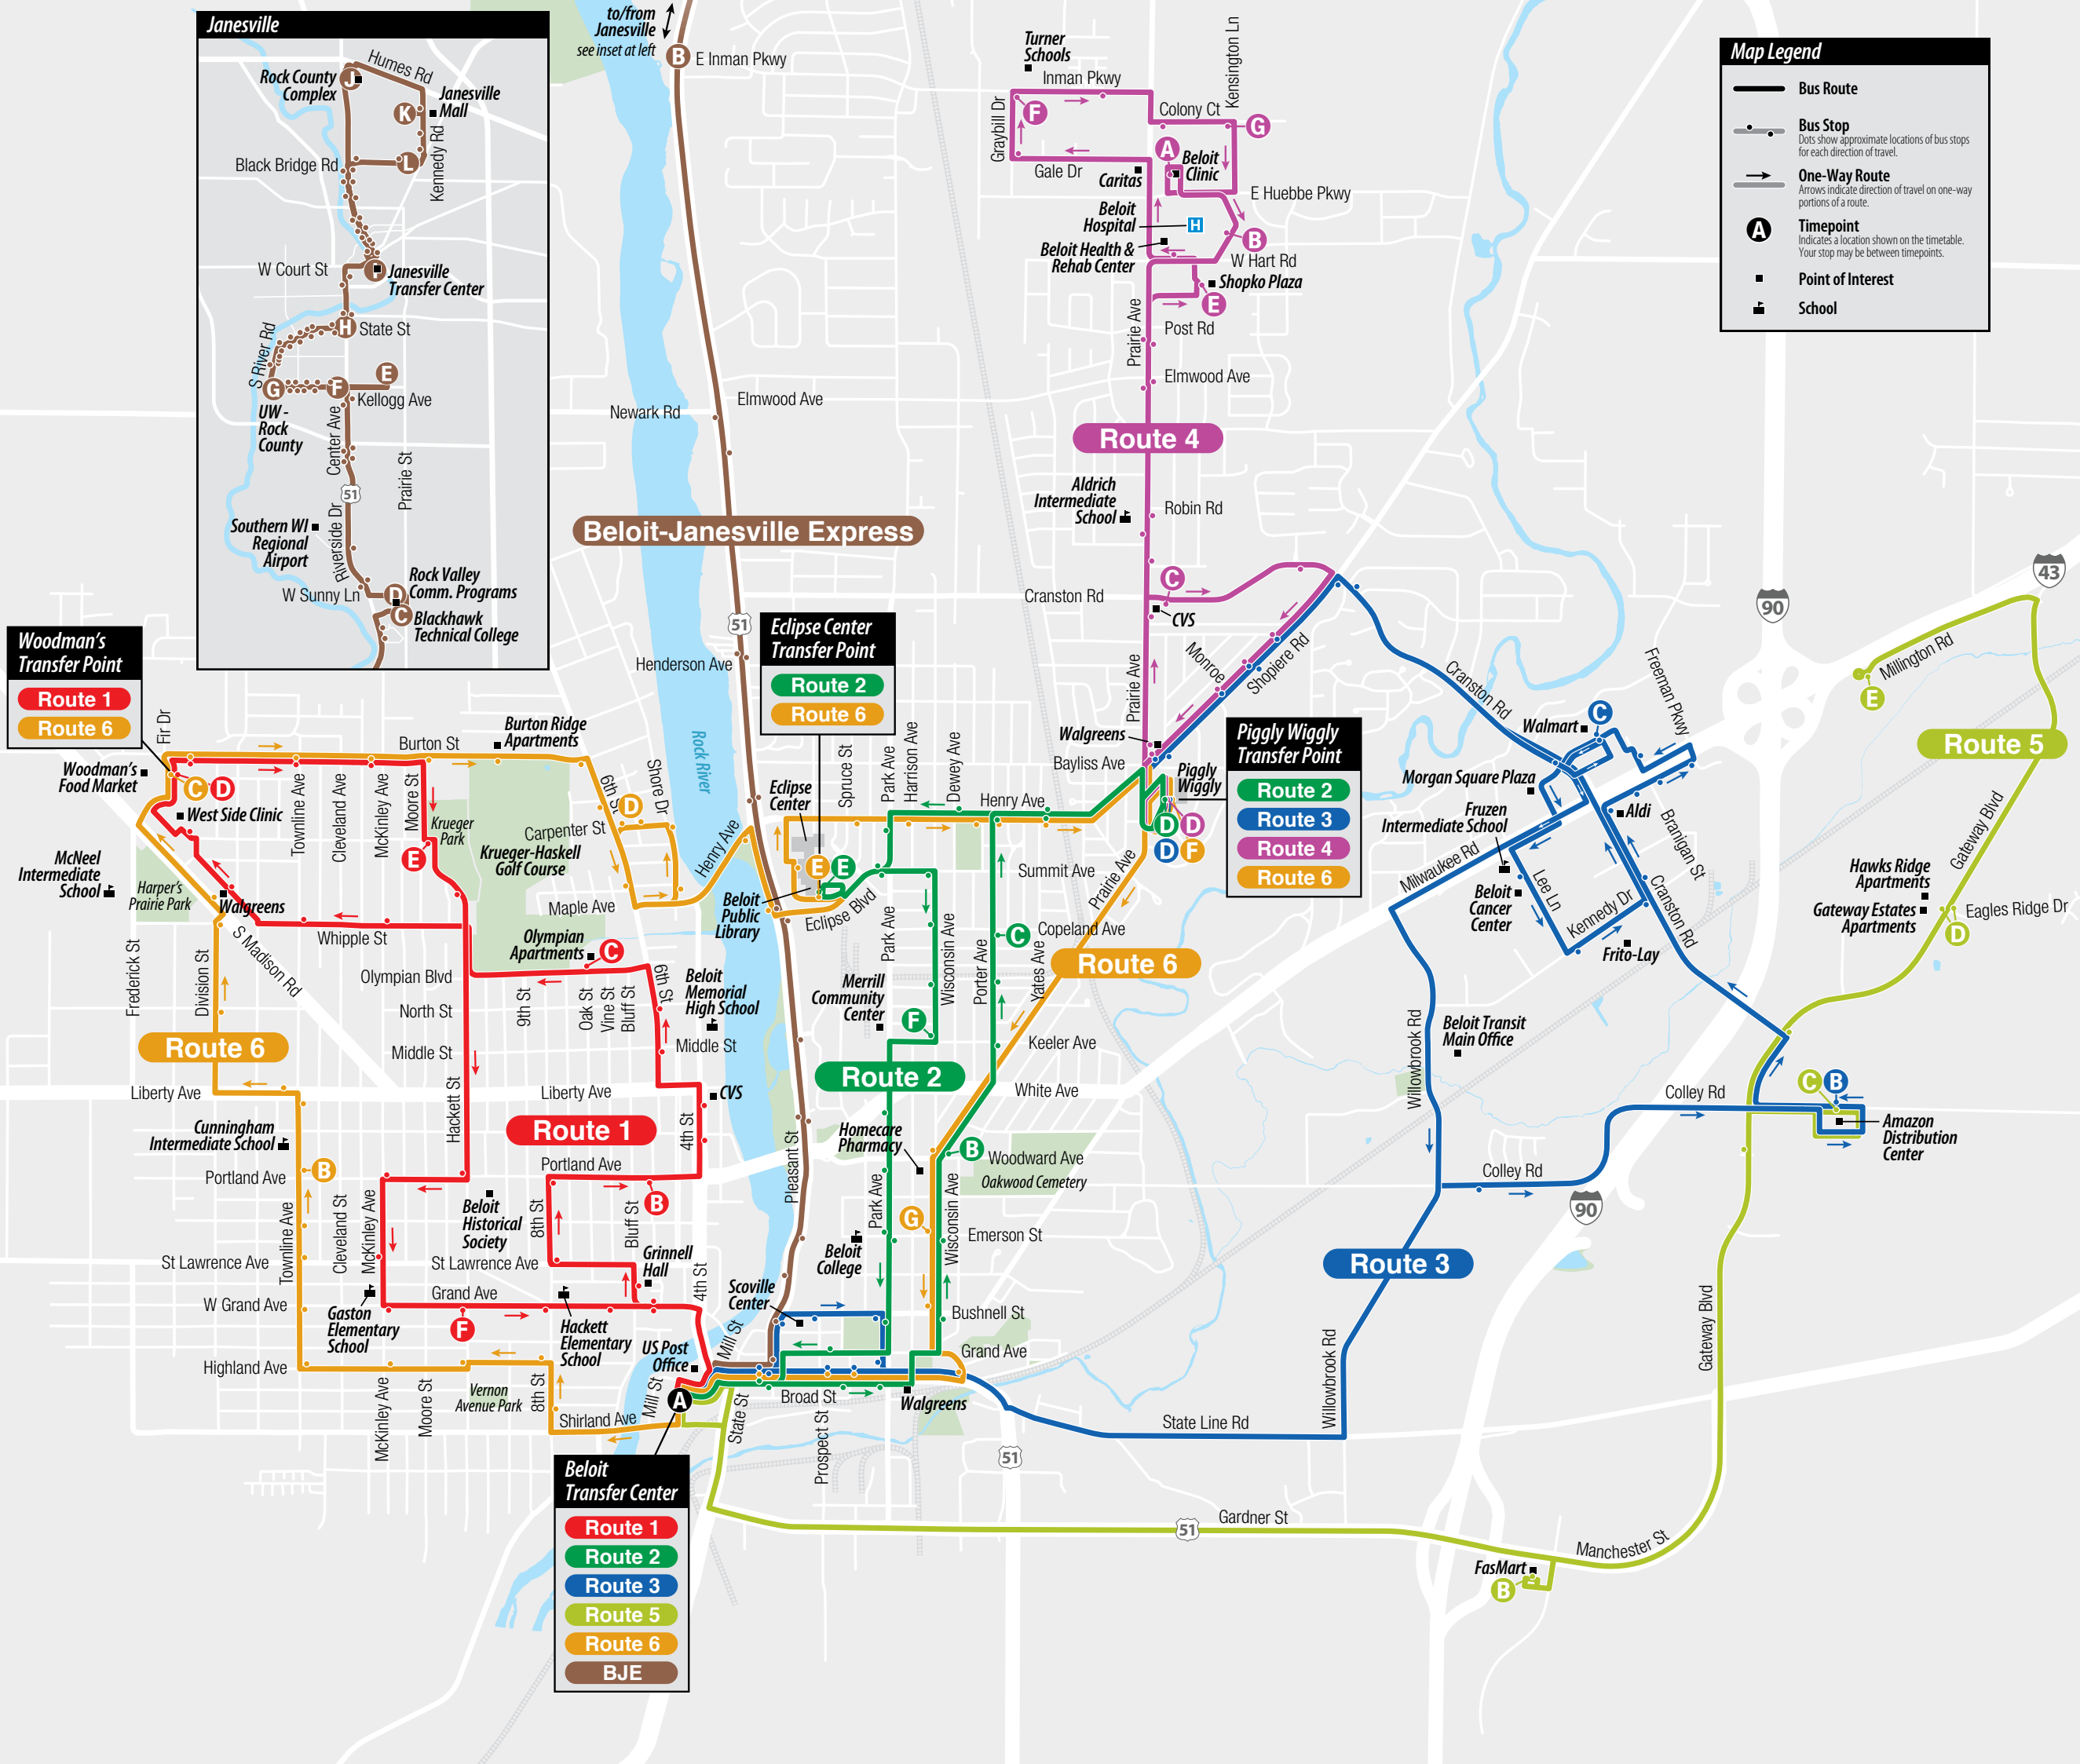 Janesville
Rock County
Complex
J
Humes Rd
Janesville
Mall
K
Black Bridge Rd
L
Kennedy Rd
W Court St
Janesville
Transfer Center
H
State St
S River Rd
G
F
E
Kellogg Ave
UW -
Rock
County
Center Ave
Prairie St
51
Southern WI
Regional
Airport
Riverside Dr
W Sunny Ln
D
Rock Valley
Comm. Programs
C
Blackhawk
Technical College
to/from
Janesville
see inset at left
B
E Inman Pkwy
Newark Rd
Elmwood Ave
Beloit-Janesville Express
51
Henderson Ave
Rock River
Turner
Schools
Inman Pkwy
Kensington Ln
Graybill Dr
F
Colony Ct
G
A
Beloit
Clinic
Gale Dr
Caritas
E Huebbe Pkwy
Beloit
Hospital
H
B
Beloit Health &
Rehab Center
W Hart Rd
Shopko Plaza
E
Prairie Ave
Post Rd
Elmwood Ave
Route 4
Aldrich
Intermediate
School
Robin Rd
C
Cranston Rd
CVS
Monroe
Shopiere Rd
Prairie Ave
Walgreens
Bayliss Ave
Piggly
Wiggly
Piggly Wiggly
Transfer Point
Route 2
Route 3
Route 4
Route 6
D
D
D
F
Map Legend
Bus Route
Bus Stop
Dots show approximate locations of bus stops
for each direction of travel.
One-Way Route
Arrows indicate direction of travel on one-way
portions of a route.
A
Timepoint
Indicates a location shown on the timetable.
Your stop may be between timepoints.
Point of Interest
School
43
90
Millington Rd
E
Route 5
Freeman Pkwy
Cranston Rd
Walmart
C
Morgan Square Plaza
Fruzen
Intermediate School
Aldi
Branigan St
Milwaukee Rd
Lee Ln
Beloit
Cancer
Center
Kennedy Dr
Cranston Rd
Frito-Lay
Gateway Blvd
Hawks Ridge
Apartments
Gateway Estates
Apartments
Eagles Ridge Dr
D
Beloit Transit
Main Office
Willowbrook Rd
Colley Rd
C
B
Amazon
Distribution
Center
Colley Rd
90
Route 3
Willowbrook Rd
Gateway Blvd
State Line Rd
51
51
Gardner St
Manchester St
FasMart
B
Woodman's
Transfer Point
Route 1
Route 6
Fir Dr
Woodman's
Food Market
C
D
West Side Clinic
Burton St
Burton Ridge
Apartments
Townline Ave
Cleveland Ave
McKinley Ave
Moore St
Krueger
Park
E
Krueger-Haskell
Golf Course
Carpenter St
6th St
D
Shore Dr
Henry Ave
Maple Ave
McNeel
Intermediate
School
Harper's
Prairie Park
Walgreens
Whipple St
S Madison Rd
Frederick St
Division St
Olympian
Apartments
C
Olympian Blvd
North St
9th St
Oak St
Vine St
Bluff St
6th St
Beloit
Memorial
High School
Route 6
Middle St
Middle St
Liberty Ave
Liberty Ave
CVS
Hackett St
Cunningham
Intermediate School
Route 1
4th St
Portland Ave
B
Portland Ave
B
Townline Ave
Cleveland St
McKinley Ave
Beloit
Historical
Society
8th St
Bluff St
St Lawrence Ave
St Lawrence Ave
Grinnell
Hall
4th St
W Grand Ave
Grand Ave
Gaston
Elementary
School
F
Hackett
Elementary
School
US Post
Office
Mill St
Highland Ave
McKinley Ave
Moore St
Vernon
Avenue Park
8th St
Shirland Ave
Mill St
A
State St
Broad St
Prospect St
Walgreens
Beloit
Transfer Center
Route 1
Route 2
Route 3
Route 5
Route 6
BJE
Eclipse Center
Transfer Point
Route 2
Route 6
Eclipse
Center
Spruce St
Park Ave
Harrison Ave
Dewey Ave
Henry Ave
E
E
Beloit
Public
Library
Eclipse Blvd
Summit Ave
Prairie Ave
Park Ave
Wisconsin Ave
C
Copeland Ave
Porter Ave
Yates Ave
Route 6
Merrill
Community
Center
F
Keeler Ave
Route 2
White Ave
Homecare
Pharmacy
B
Woodward Ave
Oakwood Cemetery
Pleasant St
Park Ave
G
Wisconsin Ave
Emerson St
Beloit
College
Scoville
Center
Bushnell St
Grand Ave